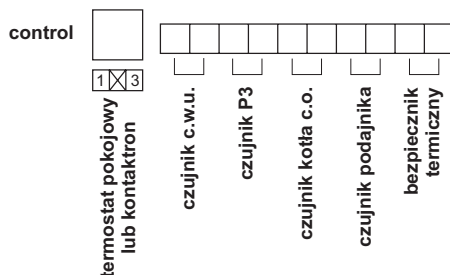 control
1 3
termostat pokojowy
lub kontaktron
czujnik c.w.u.
czujnik P3
czujnik kotła c.o.
czujnik podajnika
bezpiecznik
termiczny